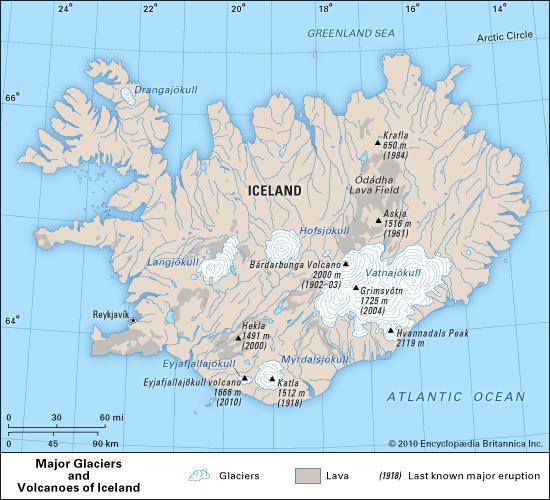 24°
22°
20°
18°
16°
14°
GREENLAND SEA
Arctic Circle
Drangajökull
66°
Krafla
650 m
(1984)
Ódádha
Lava Field
ICELAND
Askja
1516 m
(1961)
Hofsjökull
Langjökull
Bárdarbunga Volcano
2000 m
(1902–03)
Vatnajökull
Grimsvötn
1725 m
(2004)
Reykjavík
64°
Hekla
1491 m
(2000)
Hvannadals Peak
2119 m
Eyjafjallajökull
Myrdalsjökull
Eyjafjallajökull volcano
1666 m
(2010)
Katla
1512 m
(1918)
ATLANTIC OCEAN
0 30 60 mi
0 45 90 km
© 2010 Encyclopædia Britannica Inc.
Major Glaciers
and
Volcanoes of Iceland
Glaciers
Lava
(1918) Last known major eruption